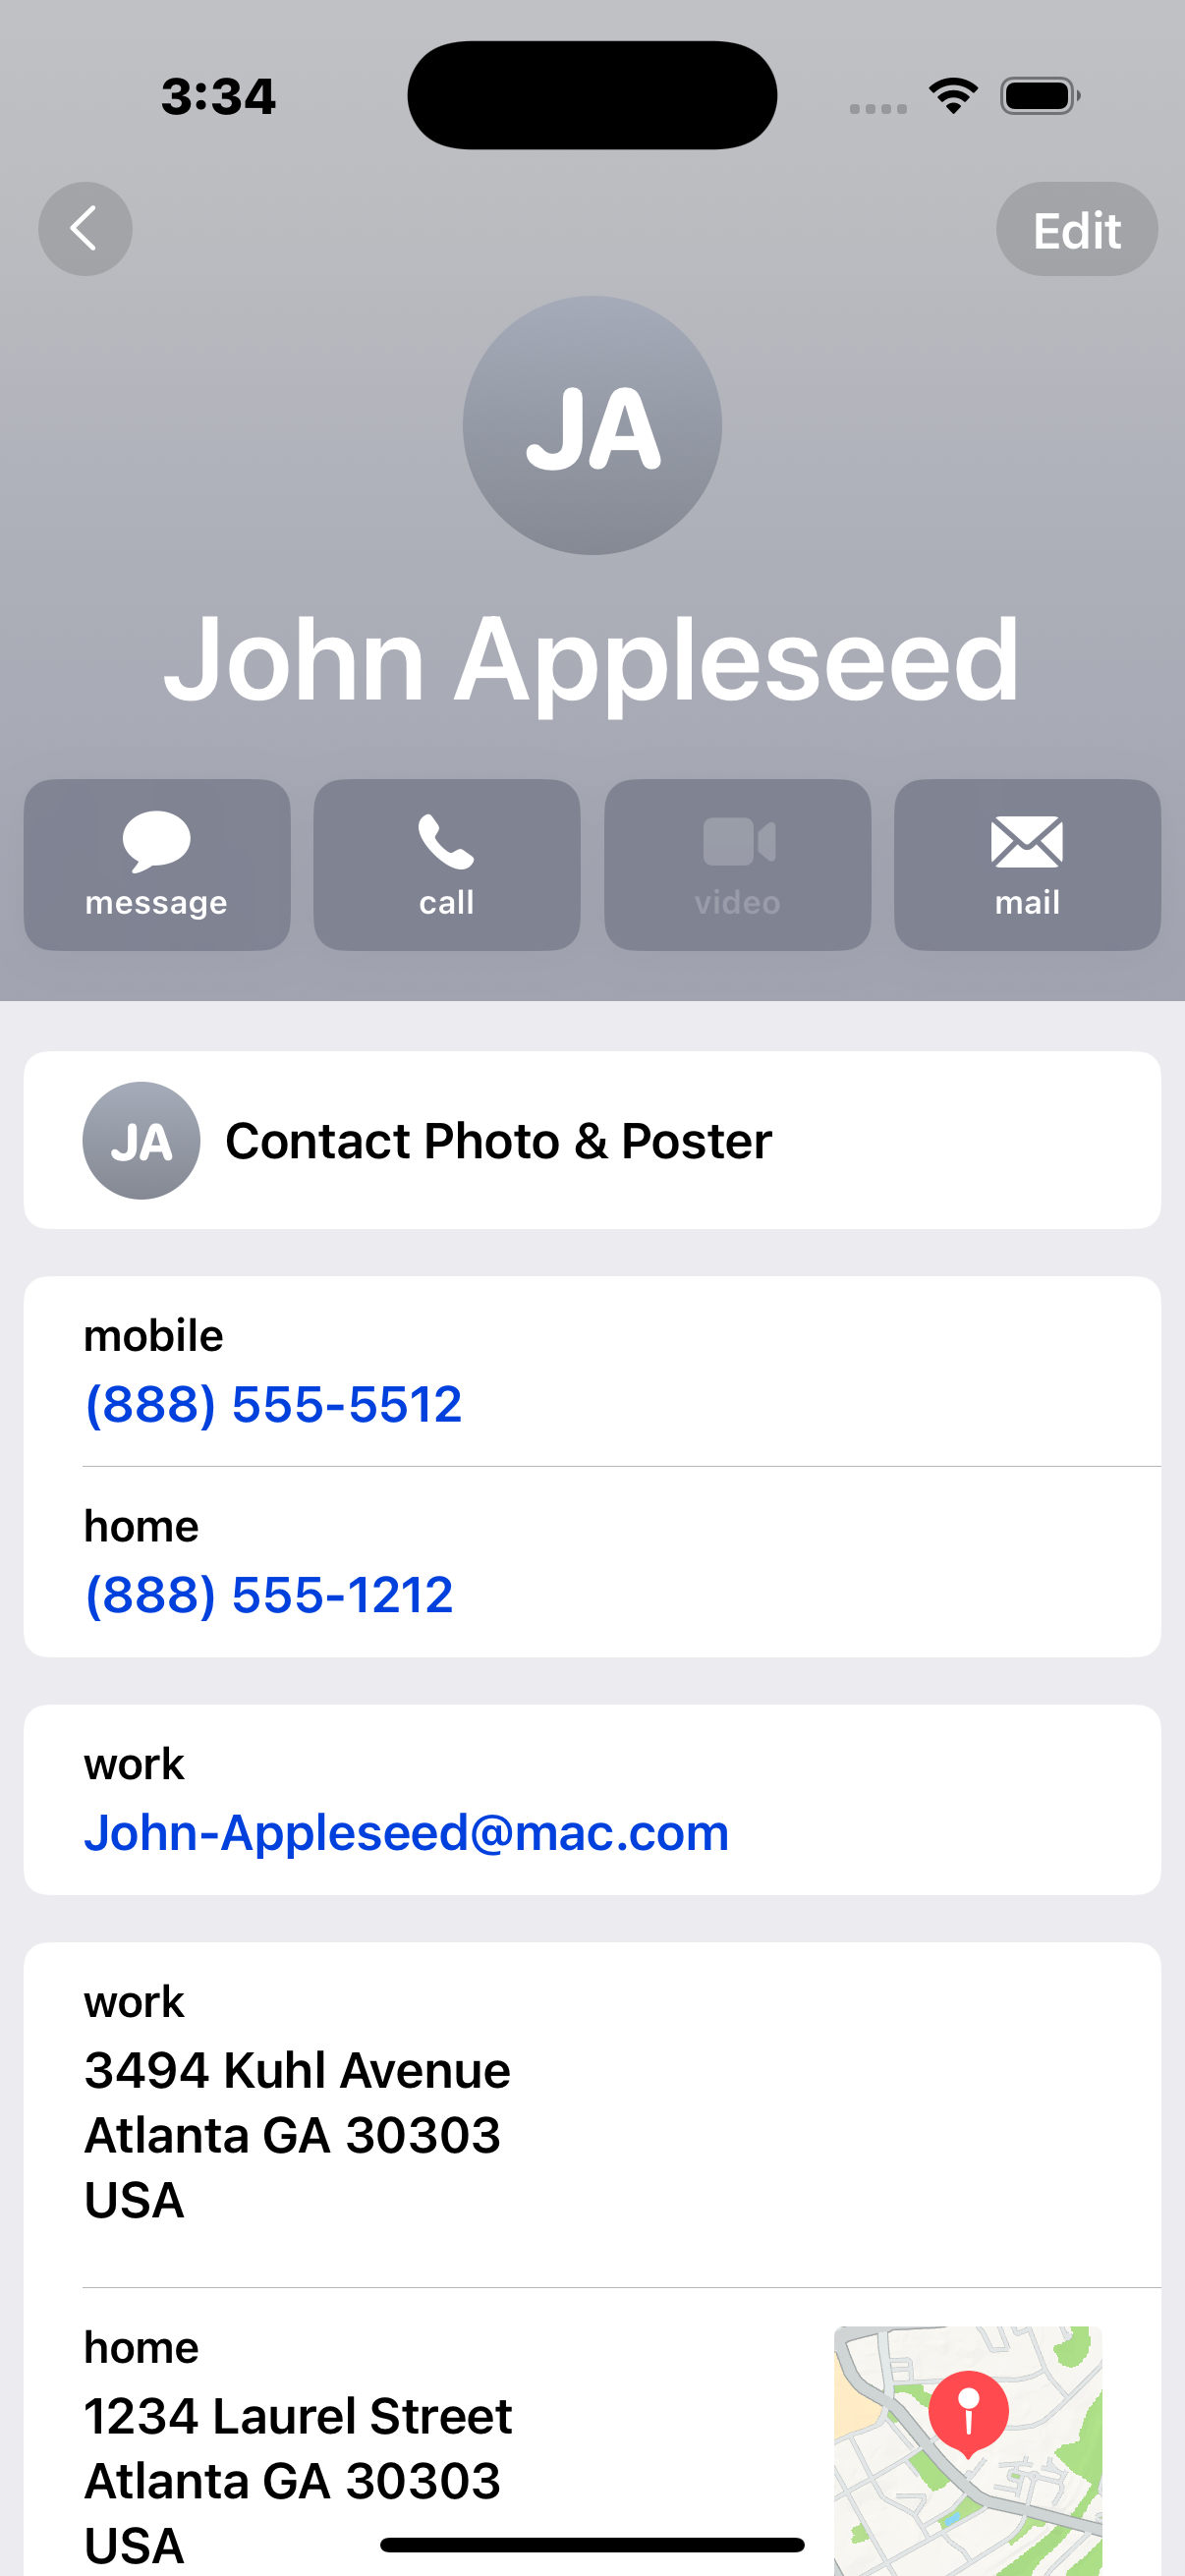 3:34
Edit
JA
John Appleseed
message
call
video
mail
JA
Contact Photo & Poster
mobile
(888) 555-5512
home
(888) 555-1212
work
John-Appleseed@mac.com
work
3494 Kuhl Avenue
Atlanta GA 30303
USA
home
1234 Laurel Street
Atlanta GA 30303
USA